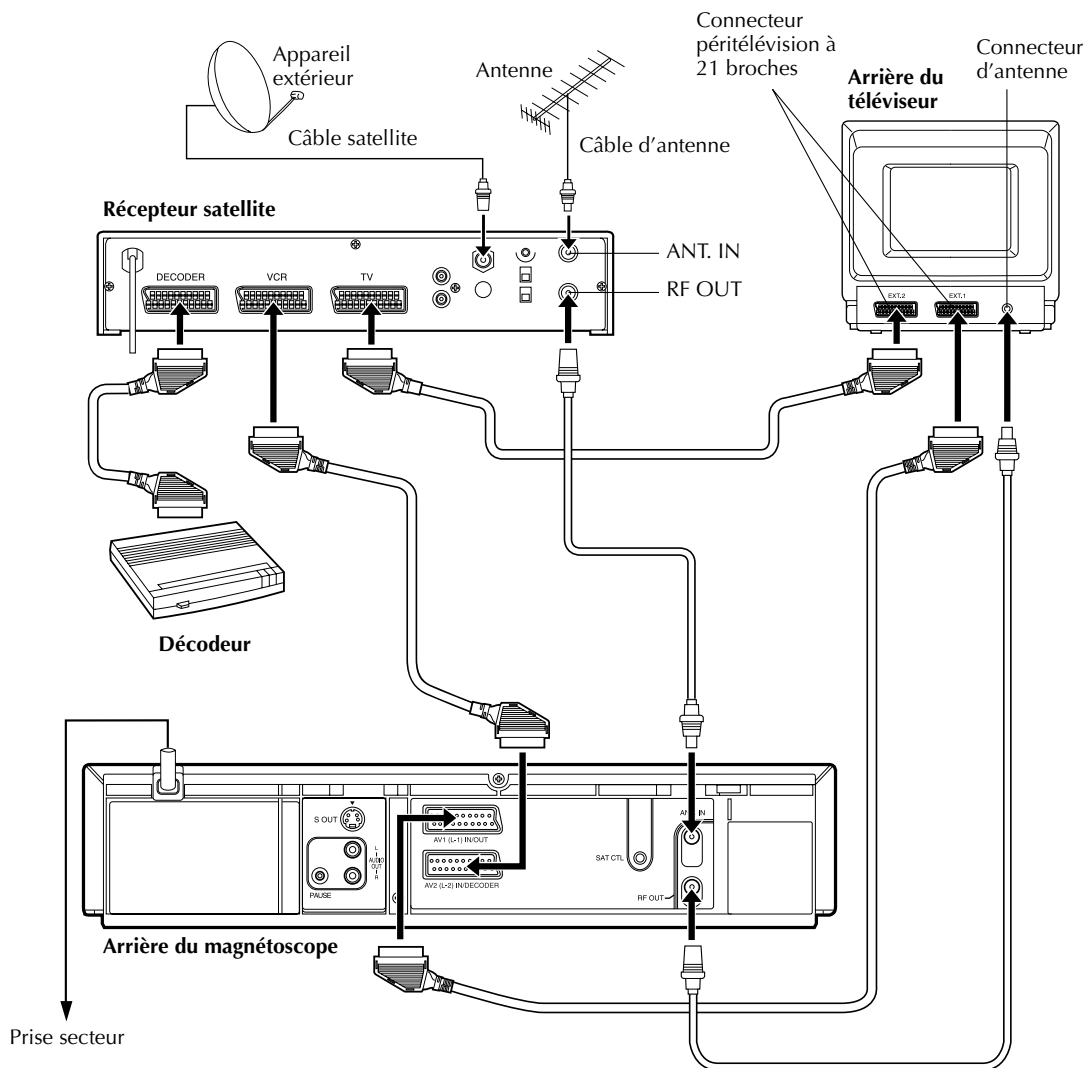 Connecteur
péritélévision à
21 broches
Connecteur
d'antenne
Appareil
extérieur
Antenne
Arrière du
téléviseur
Câble satellite
Câble d'antenne
Récepteur satellite
ANT. IN
RF OUT
DECODER
VCR
TV
EXT.2
EXT.1
Décodeur
S OUT
L
AUDIO
OUT
R
PAUSE
AV1 (L-1) IN/OUT
AV2 (L-2) IN/DECODER
SAT CTL
RF OUT
Arrière du magnétoscope
Prise secteur